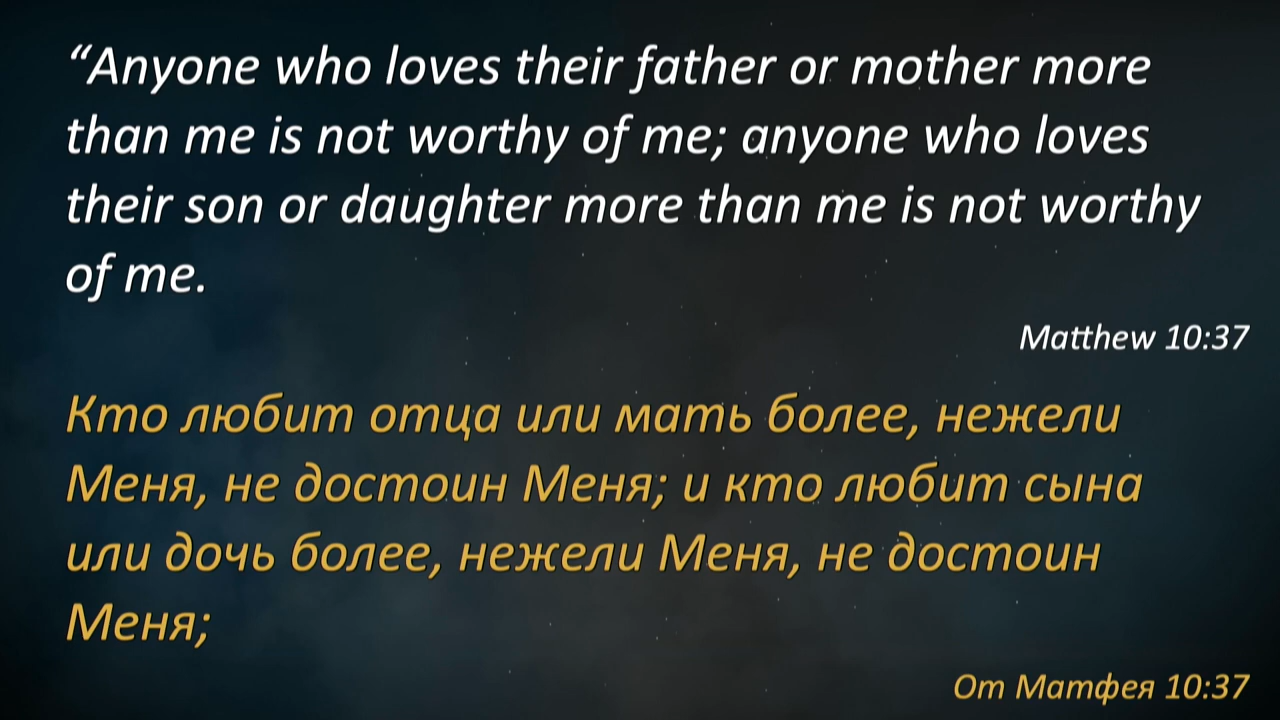 “Anyone who loves their father or mother more
than me is not worthy of me; anyone who loves
their son or daughter more than me is not worthy
of me.
Matthew 10:37
Кто любит отца или мать более, нежели
Меня, не достоин Меня; и кто любит сына
или дочь более, нежели Меня, не достоин
Меня;
От Матфея 10:37